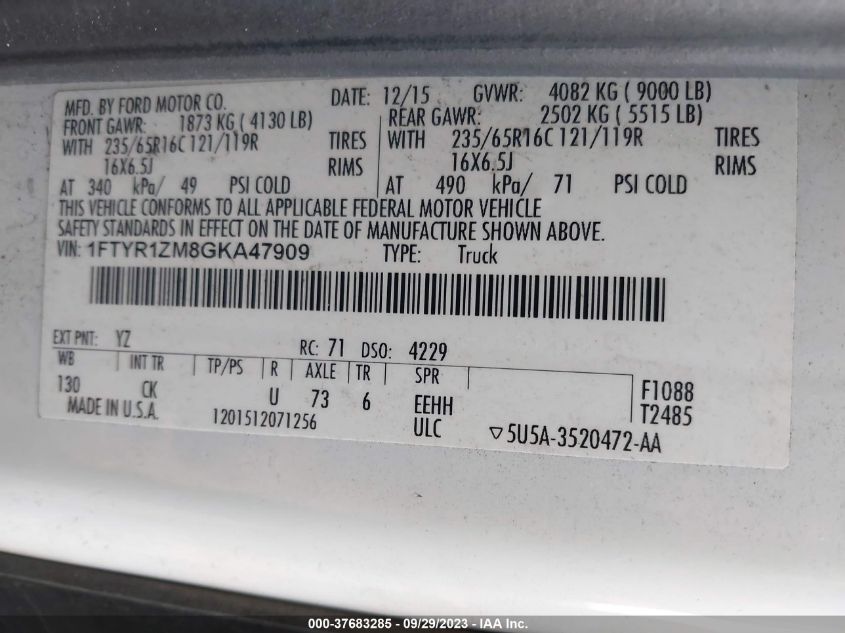 MFD. BY FORD MOTOR CO. DATE: 12/15 GVWR: 4082 KG ( 9000 LB)
FRONT GAWR: 1873 KG ( 4130 LB) REAR GAWR: 2502 KG ( 5515 LB)
WITH 235/65R16C 121/119R TIRES WITH 235/65R16C 121/119R TIRES
16X6.5J RIMS 16X6.5J RIMS
AT 340 kPa/ 49 PSI COLD AT 490 kPa/ 71 PSI COLD
THIS VEHICLE CONFORMS TO ALL APPLICABLE FEDERAL MOTOR VEHICLE
SAFETY STANDARDS IN EFFECT ON THE DATE OF MANUFACTURE SHOWN ABOVE.
VIN: 1FTYR1ZM8GKA47909 TYPE: Truck
EXT PNT: YZ RC: 71 DSO: 4229
WB INT TR TP/PS R AXLE TR SPR
130 CK U 73 6 EEHH F1088
MADE IN U.S.A. 1201512071256 ULC T2485
▽5U5A-3520472-AA
000-37683285 - 09/29/2023 - IAA Inc.